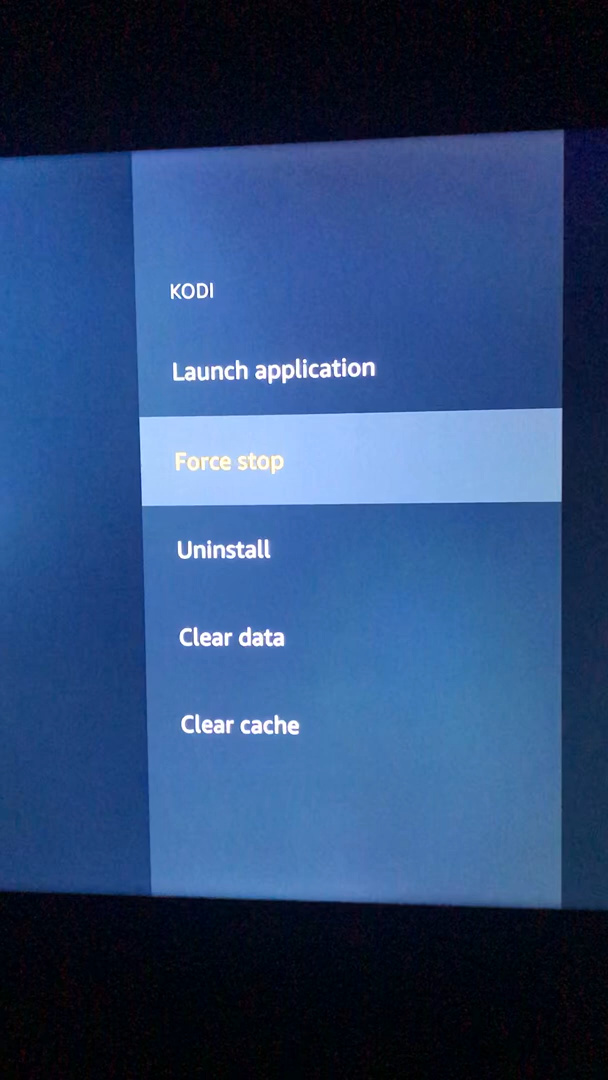 KODI
Launch application
Force stop
Uninstall
Clear data
Clear cache